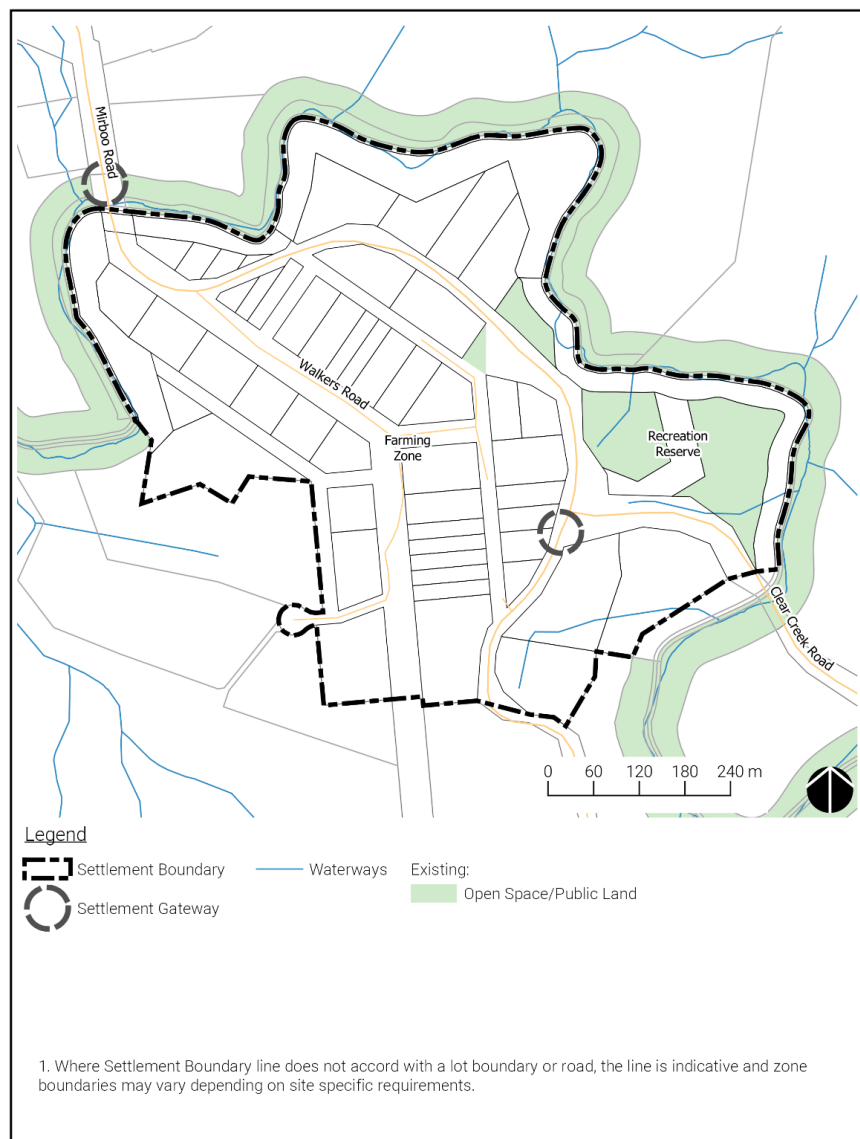 Mirboo Road
Walkers Road
Farming
Zone
Recreation
Reserve
Clear Creek Road
0 60 120 180 240 m
Legend
Settlement Boundary
Waterways
Existing:
Open Space/Public Land
Settlement Gateway
1. Where Settlement Boundary line does not accord with a lot boundary or road, the line is indicative and zone
boundaries may vary depending on site specific requirements.